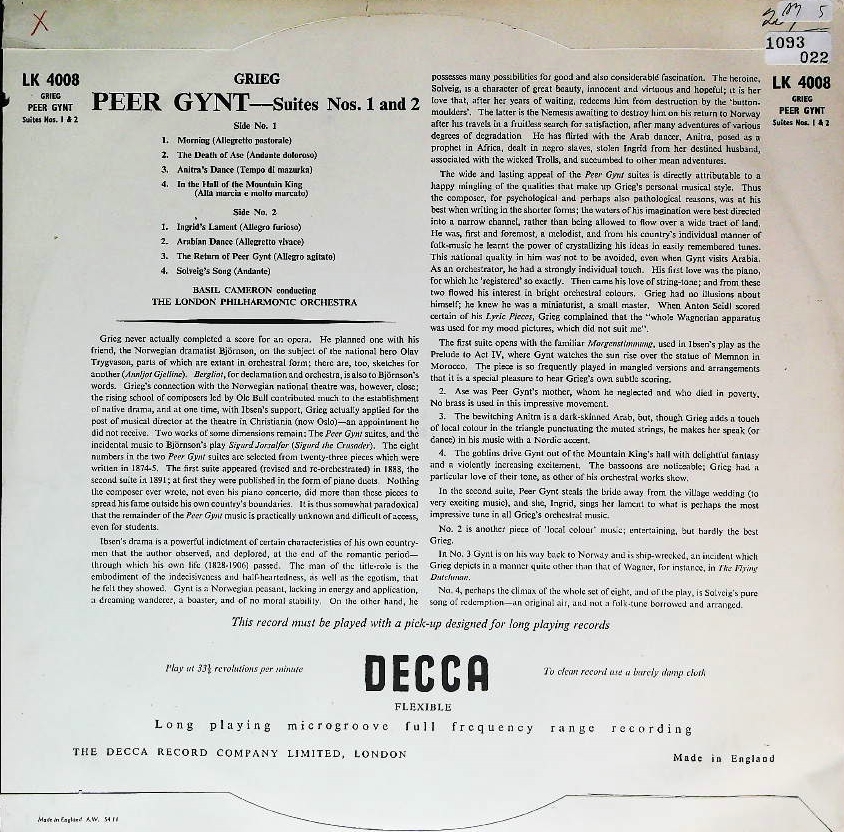 X
5
1093
022
LK 4008
GRIEG
PEER GYNT
Suites Nos. 1 & 2
GRIEG
PEER GYNT—Suites Nos. 1 and 2
Side No. 1
1. Morning (Allegretto pastorale)
2. The Death of Ase (Andante doloroso)
3. Anitra's Dance (Tempo di mazurka)
4. In the Hall of the Mountain King
(Alla marcia e molto marcato)
Side No. 2
1. Ingrid's Lament (Allegro furioso)
2. Arabian Dance (Allegretto vivace)
3. The Return of Peer Gynt (Allegro agitato)
4. Solveig's Song (Andante)
BASIL CAMERON conducting
THE LONDON PHILHARMONIC ORCHESTRA
Grieg never actually completed a score for an opera. He planned one with his
friend, the Norwegian dramatist Björnson, on the subject of the national hero Olav
Trygvason, parts of which are extant in orchestral form; there are, too, sketches for
another (Arnljot Gjelline). Bergliot, for declamation and orchestra, is also to Björnson's
words. Grieg's connection with the Norwegian national theatre was, however, close;
the rising school of composers led by Ole Bull contributed much to the establishment
of native drama, and at one time, with Ibsen's support, Grieg actually applied for the
post of musical director at the theatre in Christiania (now Oslo)—an appointment he
did not receive. Two works of some dimensions remain: The Peer Gynt suites, and the
incidental music to Björnson's play Sigurd Jorsalfar (Sigurd the Crusader). The eight
numbers in the two Peer Gynt suites are selected from twenty-three pieces which were
written in 1874-5. The first suite appeared (revised and re-orchestrated) in 1888, the
second suite in 1891; at first they were published in the form of piano duets. Nothing
the composer ever wrote, not even his piano concerto, did more than these pieces to
spread his fame outside his own country's boundaries. It is thus somewhat paradoxical
that the remainder of the Peer Gynt music is practically unknown and difficult of access,
even for students.
Ibsen's drama is a powerful indictment of certain characteristics of his own country-
men that the author observed, and deplored, at the end of the romantic period—
through which his own life (1828-1906) passed. The man of the title-role is the
embodiment of the indecisiveness and half-heartedness, as well as the egotism, that
he felt they showed. Gynt is a Norwegian peasant, lacking in energy and application,
a dreaming wanderer, a boaster, and of no moral stability. On the other hand, he
possesses many possibilities for good and also considerable fascination. The heroine,
Solveig, is a character of great beauty, innocent and virtuous and hopeful; it is her
love that, after her years of waiting, redeems him from destruction by the 'button-
moulders'. The latter is the Nemesis awaiting to destroy him on his return to Norway
after his travels in a fruitless search for satisfaction, after many adventures of various
degrees of degradation He has flirted with the Arab dancer, Anitra, posed as a
prophet in Africa, dealt in negro slaves, stolen Ingrid from her destined husband,
associated with the wicked Trolls, and succumbed to other mean adventures.
The wide and lasting appeal of the Peer Gynt suites is directly attributable to a
happy mingling of the qualities that make up Grieg's personal musical style. Thus
the composer, for psychological and perhaps also pathological reasons, was at his
best when writing in the shorter forms; the waters of his imagination were best directed
into a narrow channel, rather than being allowed to flow over a wide tract of land.
He was, first and foremost, a melodist, and from his country's individual manner of
folk-music he learnt the power of crystallizing his ideas in easily remembered tunes.
This national quality in him was not to be avoided, even when Gynt visits Arabia.
As an orchestrator, he had a strongly individual touch. His first love was the piano,
for which he 'registered' so exactly. Then came his love of string-tone; and from these
two flowed his interest in bright orchestral colours. Grieg had no illusions about
himself; he knew he was a miniaturist, a small master. When Anton Seidl scored
certain of his Lyric Pieces, Grieg complained that the "whole Wagnerian apparatus
was used for my mood pictures, which did not suit me".
The first suite opens with the familiar Morgenstimmung, used in Ibsen's play as the
Prelude to Act IV, where Gynt watches the sun rise over the statue of Memnon in
Morocco. The piece is so frequently played in mangled versions and arrangements
that it is a special pleasure to hear Grieg's own subtle scoring.
2. Ase was Peer Gynt's mother, whom he neglected and who died in poverty.
No brass is used in this impressive movement.
3. The bewitching Anitra is a dark-skinned Arab, but, though Grieg adds a touch
of local colour in the triangle punctuating the muted strings, he makes her speak (or
dance) in his music with a Nordic accent.
4. The goblins drive Gynt out of the Mountain King's hall with delightful fantasy
and a violently increasing excitement. The bassoons are noticeable; Grieg had a
particular love of their tone, as other of his orchestral works show.
In the second suite, Peer Gynt steals the bride away from the village wedding (to
very exciting music), and she, Ingrid, sings her lament to what is perhaps the most
impressive tune in all Grieg's orchestral music.
No. 2 is another piece of 'local colour' music; entertaining, but hardly the best
Grieg.
In No. 3 Gynt is on his way back to Norway and is ship-wrecked, an incident which
Grieg depicts in a manner quite other than that of Wagner, for instance, in The Flying
Dutchman.
No. 4, perhaps the climax of the whole set of eight, and of the play, is Solveig's pure
song of redemption—an original air, and not a folk-tune borrowed and arranged.
LK 4008
GRIEG
PEER GYNT
Suites Nos. 1 & 2
This record must be played with a pick-up designed for long playing records
Play at 33⅓ revolutions per minute
DECCA
To clean record use a barely damp cloth
FLEXIBLE
Long playing microgroove full frequency range recording
THE DECCA RECORD COMPANY LIMITED, LONDON
Made in England
Made in England A.W. 5411